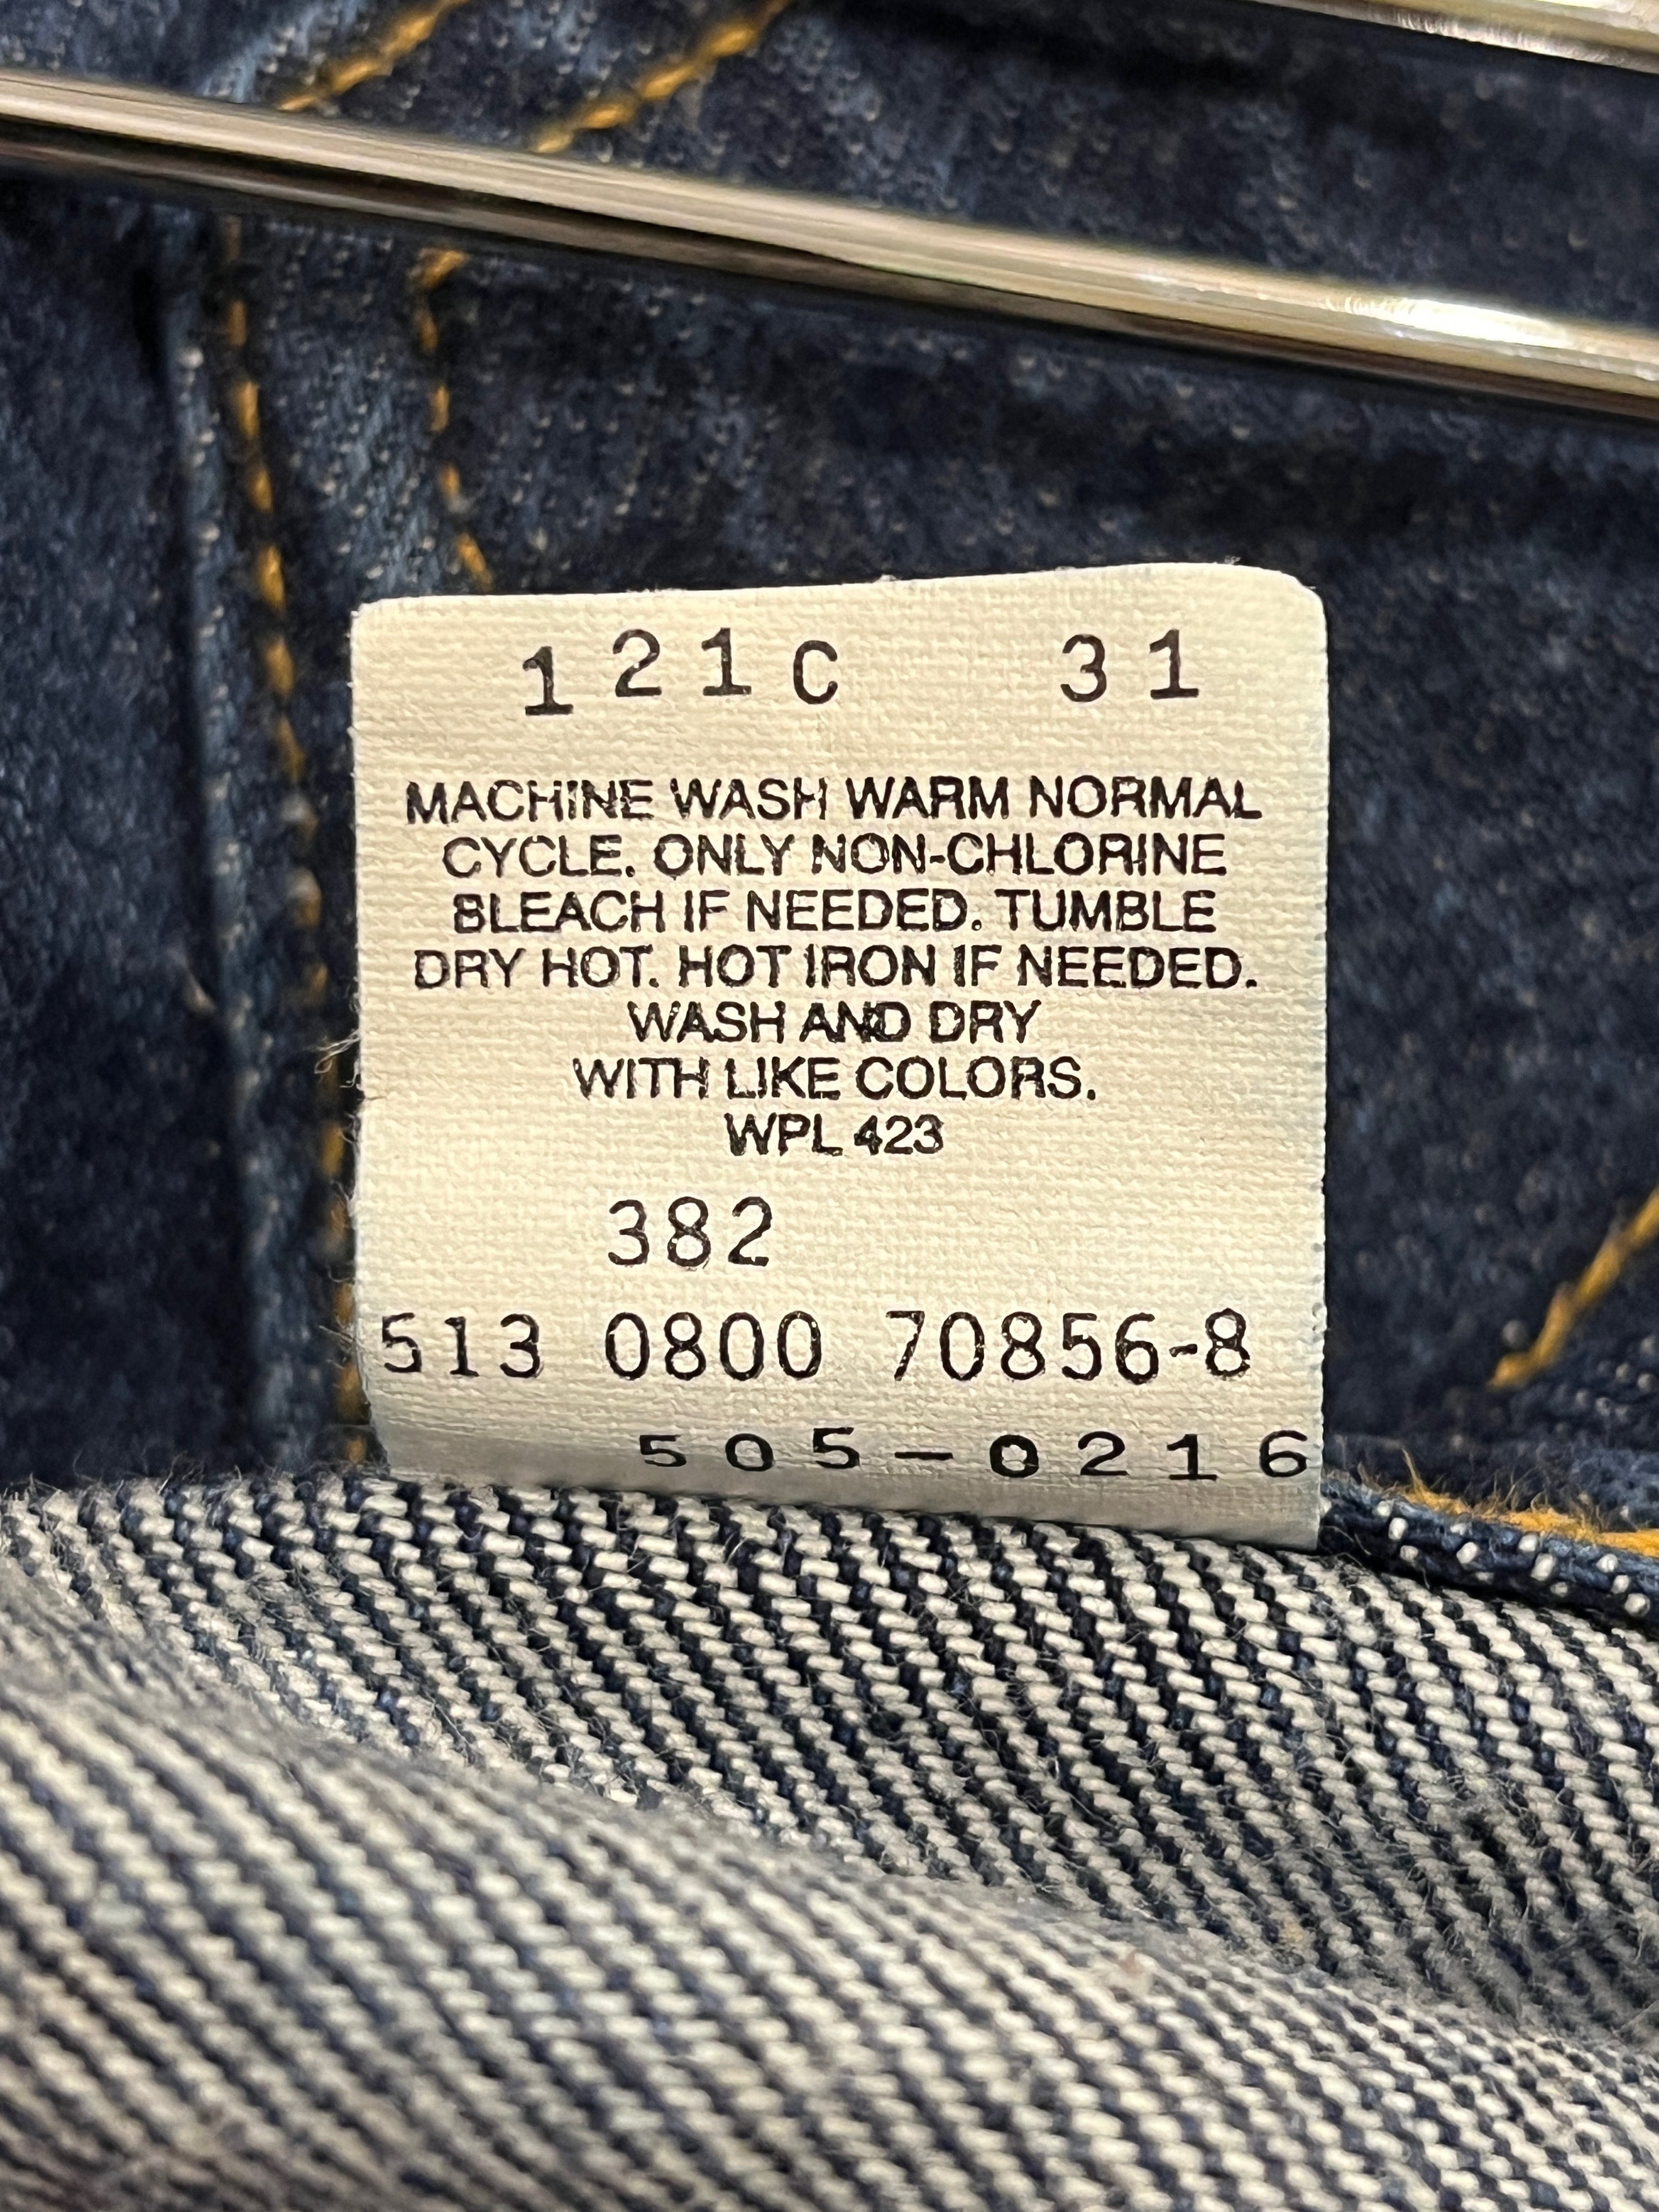 121C 31
MACHINE WASH WARM NORMAL
CYCLE. ONLY NON-CHLORINE
BLEACH IF NEEDED. TUMBLE
DRY HOT. HOT IRON IF NEEDED.
WASH AND DRY
WITH LIKE COLORS.
WPL 423
382
513 0800 70856-8
505-0216